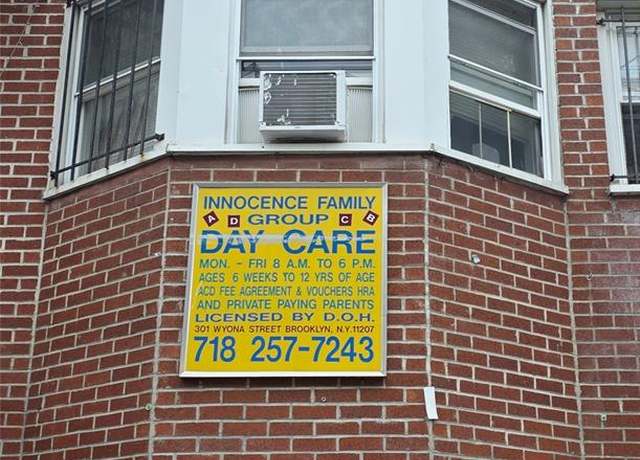 INNOCENCE FAMILY
A D GROUP C B
DAY CARE
MON. - FRI 8 A.M. TO 6 P.M.
AGES 6 WEEKS TO 12 YRS OF AGE
ACD FEE AGREEMENT & VOUCHERS HRA
AND PRIVATE PAYING PARENTS
LICENSED BY D.O.H.
301 WYONA STREET BROOKLYN, N.Y. 11207
718 257-7243